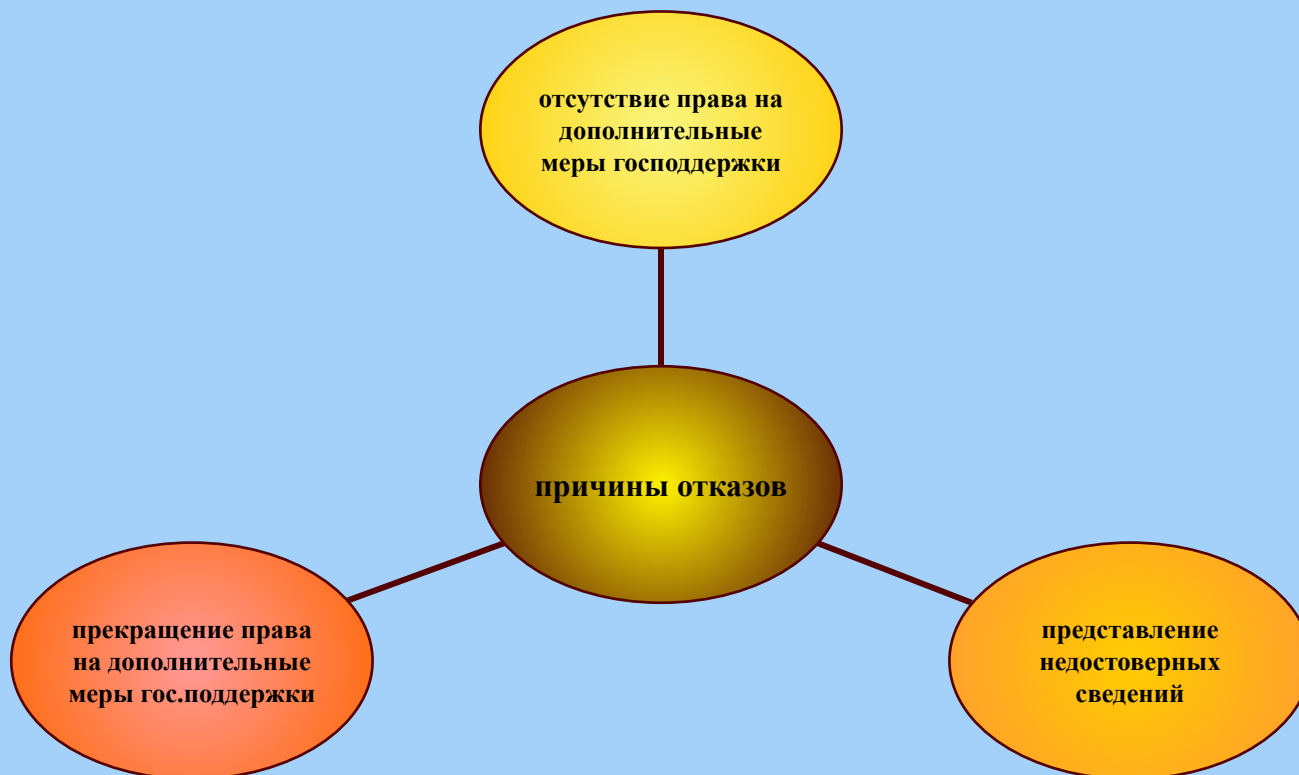 отсутствие права на
дополнительные
меры господдержки
причины отказов
прекращение права
на дополнительные
меры гос.поддержки
представление
недостоверных
сведений